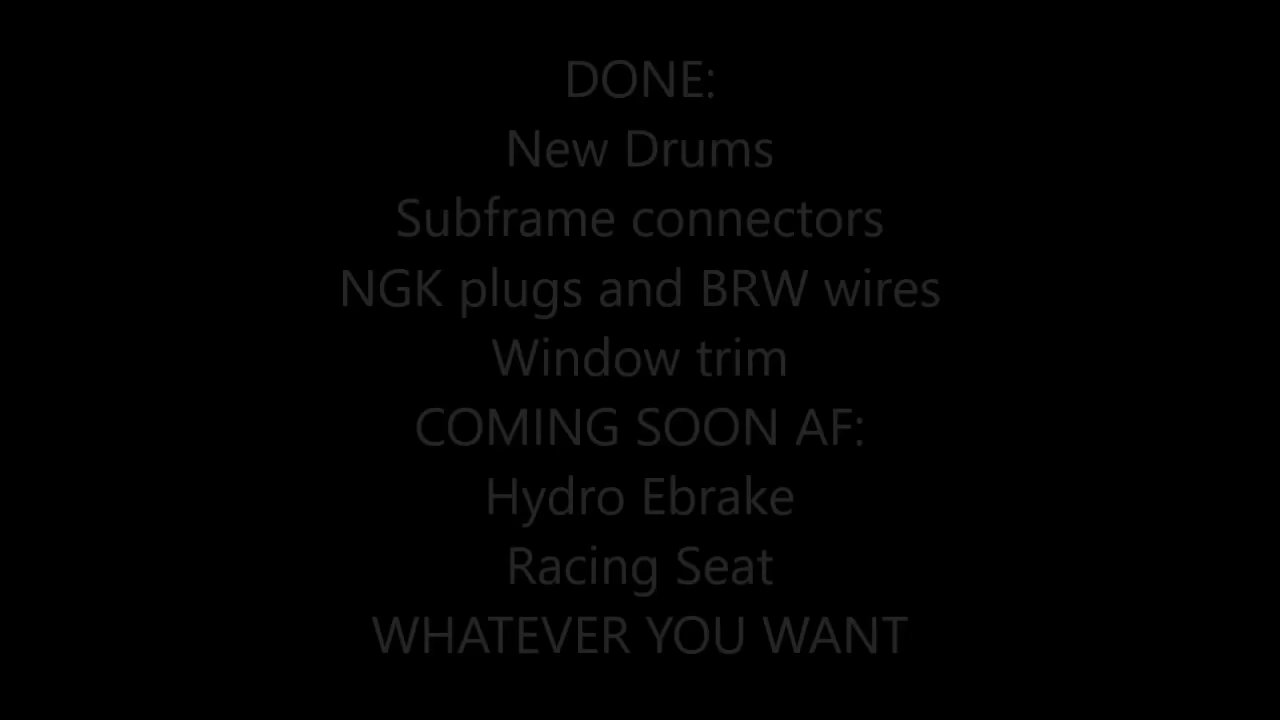 DONE:
New Drums
Subframe connectors
NGK plugs and BRW wires
Window trim
COMING SOON AF:
Hydro Ebrake
Racing Seat
WHATEVER YOU WANT